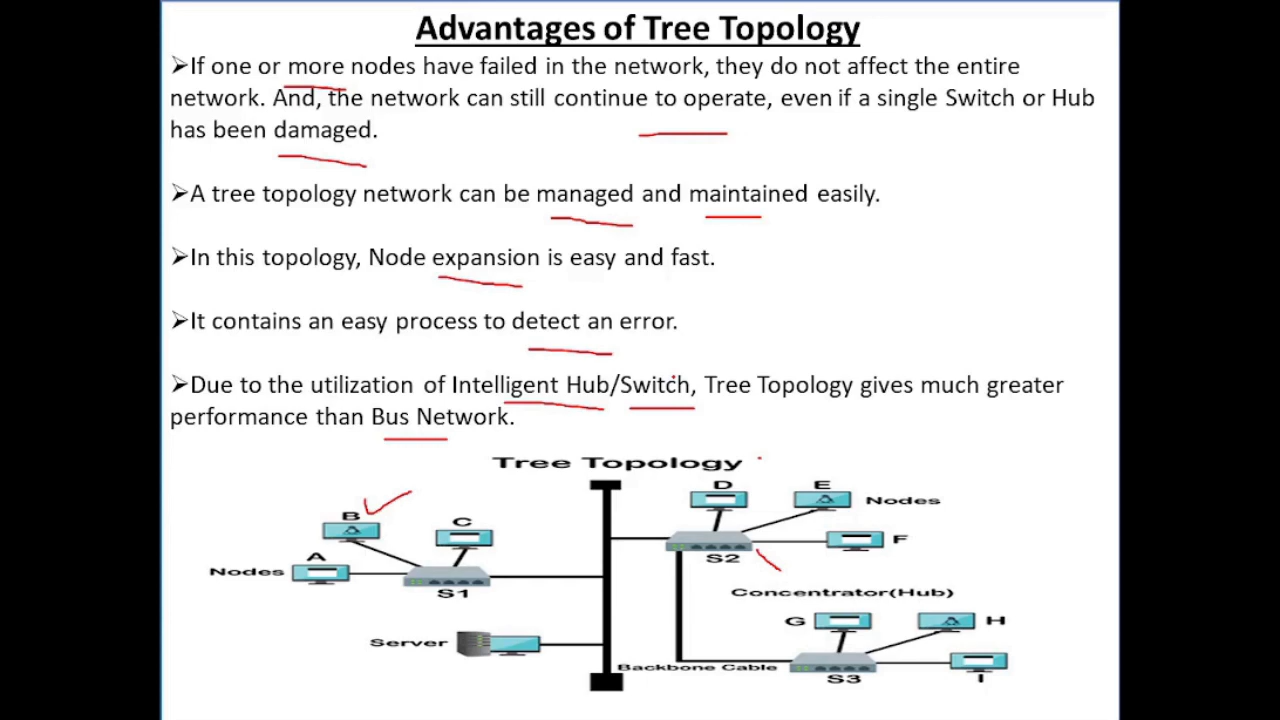 Advantages of Tree Topology
➢If one or more nodes have failed in the network, they do not affect the entire
network. And, the network can still continue to operate, even if a single Switch or Hub
has been damaged.
➢A tree topology network can be managed and maintained easily.
➢In this topology, Node expansion is easy and fast.
➢It contains an easy process to detect an error.
➢Due to the utilization of Intelligent Hub/Switch, Tree Topology gives much greater
performance than Bus Network.
Tree Topology
B
C
A
Nodes
S1
Server
D
E
Nodes
F
S2
Concentrator(Hub)
G
H
Backbone Cable
S3
I